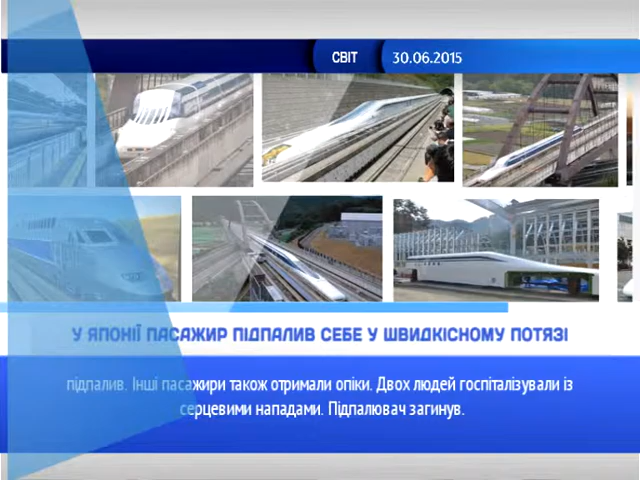 СВІТ
30.06.2015
У ЯПОНІЇ ПАСАЖИР ПІДПАЛИВ СЕБЕ У ШВИДКІСНОМУ ПОТЯЗІ
підпалив. Інші пасажири також отримали опіки. Двох людей госпіталізували із
серцевими нападами. Підпалювач загинув.